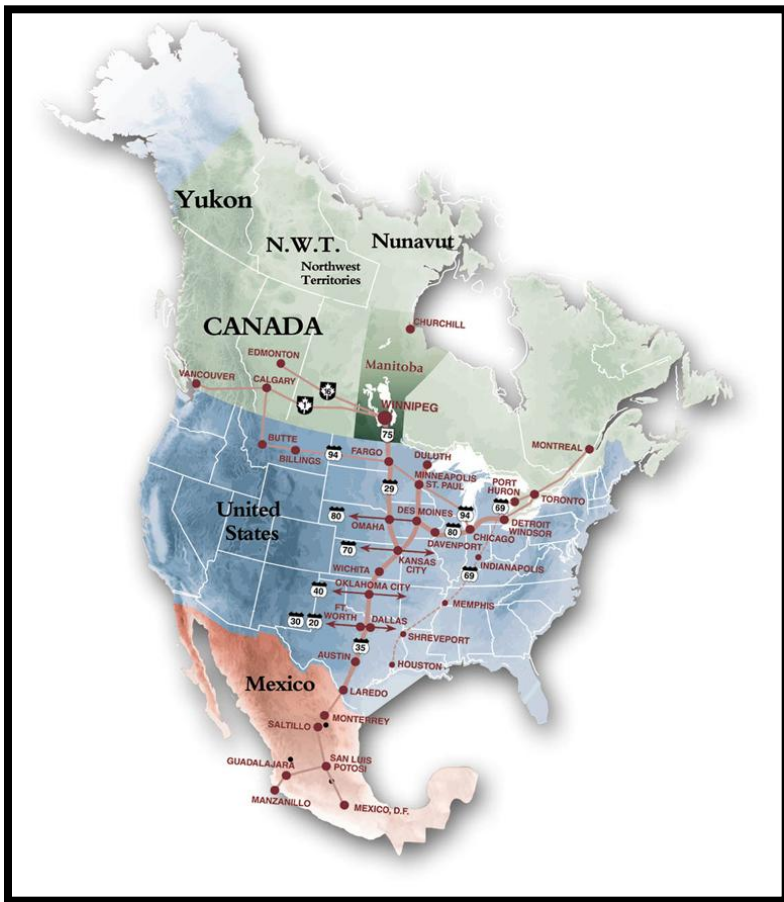 Yukon
N.W.T.
Northwest
Territories
Nunavut
CANADA
CHURCHILL
Manitoba
EDMONTON
VANCOUVER
CALGARY
16
1
WINNIPEG
75
MONTREAL
BUTTE
BILLINGS
94
FARGO
DULUTH
MINNEAPOLIS
ST. PAUL
PORT
HURON
TORONTO
29
94
69
United
States
80
OMAHA
DES MOINES
80
DAVENPORT
CHICAGO
DETROIT
WINDSOR
70
KANSAS
CITY
INDIANAPOLIS
WICHITA
69
40
OKLAHOMA CITY
MEMPHIS
30
20
FT.
WORTH
DALLAS
SHREVEPORT
35
AUSTIN
HOUSTON
Mexico
LAREDO
MONTERREY
SALTILLO
GUADALAJARA
SAN LUIS
POTOSI
MANZANILLO
MEXICO, D.F.